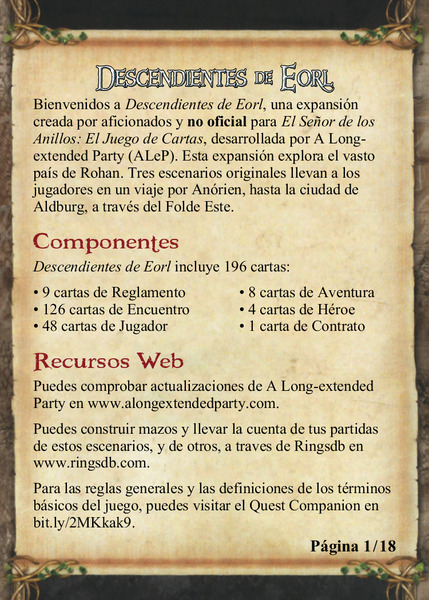 Descendientes de Eorl
Bienvenidos a Descendientes de Eorl, una expansión
creada por aficionados y no oficial para El Señor de los
Anillos: El Juego de Cartas, desarrollada por A Long-
extended Party (ALeP). Esta expansión explora el vasto
país de Rohan. Tres escenarios originales llevan a los
jugadores en un viaje por Anórien, hasta la ciudad de
Aldburg, a través del Folde Este.
Componentes
Descendientes de Eorl incluye 196 cartas:
• 9 cartas de Reglamento
• 126 cartas de Encuentro
• 48 cartas de Jugador
• 8 cartas de Aventura
• 4 cartas de Héroe
• 1 carta de Contrato
Recursos Web
Puedes comprobar actualizaciones de A Long-extended
Party en www.alongextendedparty.com.
Puedes construir mazos y llevar la cuenta de tus partidas
de estos escenarios, y de otros, a traves de Ringsdb en
www.ringsdb.com.
Para las reglas generales y las definiciones de los términos
básicos del juego, puedes visitar el Quest Companion en
bit.ly/2MKkak9.
Página 1/18